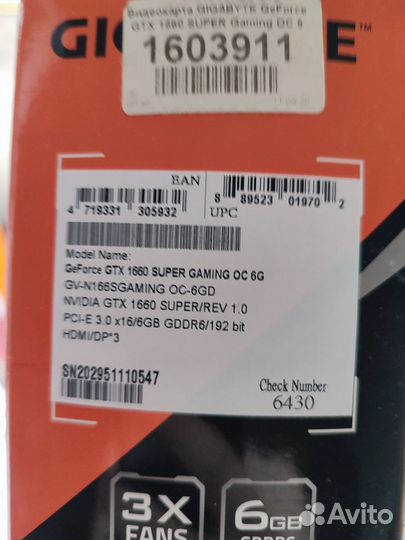 Видеокарта GIGABYTE GeForce
GTX 1660 SUPER Gaming OC 6
1603911
EAN
4 719331 305932
8 89523 01970 2
UPC
Model Name:
GeForce GTX 1660 SUPER GAMING OC 6G
GV-N166SGAMING OC-6GD
NVIDIA GTX 1660 SUPER/REV 1.0
PCI-E 3.0 x16/6GB GDDR6/192 bit
HDMI/DP*3
SN202951110547
Check Number
6430
3X
FANS
6GB
GDDR6
Avito